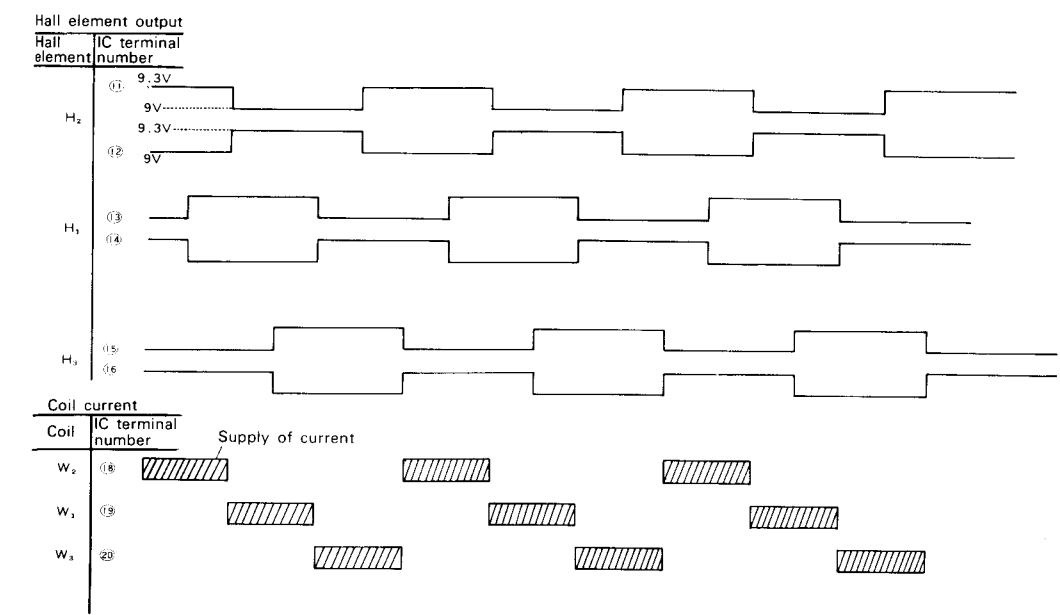 Hall element output
Hall element IC terminal number
⑪ 9.3V
9V
H₂
9.3V
⑫ 9V
⑬
H₁
⑭
⑮
H₃
⑯
Coil current
Coil IC terminal number
Supply of current
W₂ ⑱
W₁ ⑲
W₃ ⑳